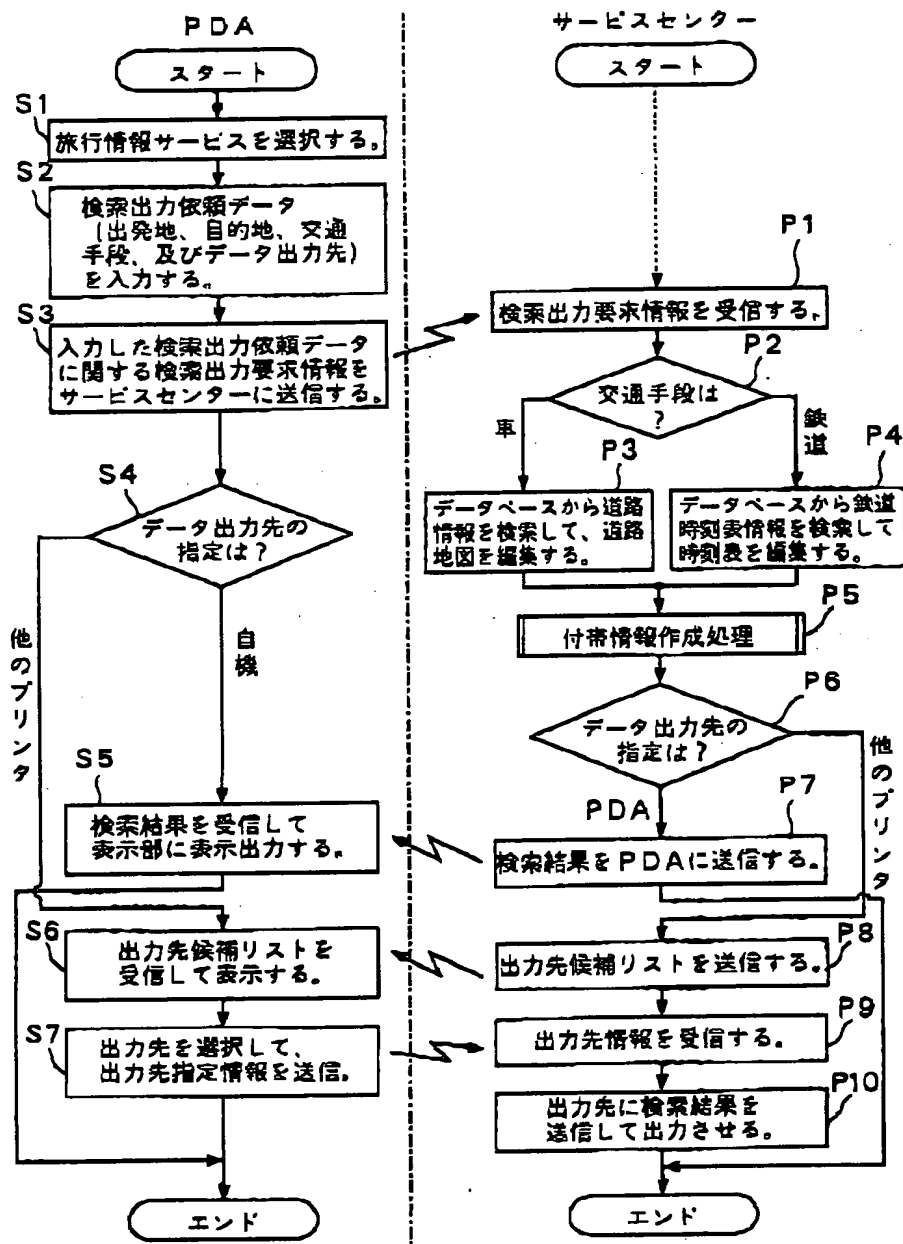 PDA
スタート
S1
旅行情報サービスを選択する。
S2
検索出力依頼データ
(出発地、目的地、交通
手段、及びデータ出力先)
を入力する。
S3
入力した検索出力依頼データ
に関する検索出力要求情報を
サービスセンターに送信する。
S4
データ出力先の
指定は?
他のプリンタ
自機
S5
検索結果を受信して
表示部に表示出力する。
S6
出力先候補リストを
受信して表示する。
S7
出力先を選択して、
出力先指定情報を送信。
エンド
サービスセンター
スタート
P1
検索出力要求情報を受信する。
P2
交通手段は
?
車
鉄道
P3
データベースから道路
情報を検索して、道路
地図を編集する。
P4
データベースから鉄道
時刻表情報を検索して
時刻表を編集する。
P5
付帯情報作成処理
P6
データ出力先の
指定は?
他のプリンタ
PDA
P7
検索結果をPDAに送信する。
P8
出力先候補リストを送信する。
P9
出力先情報を受信する。
P10
出力先に検索結果を
送信して出力させる。
エンド